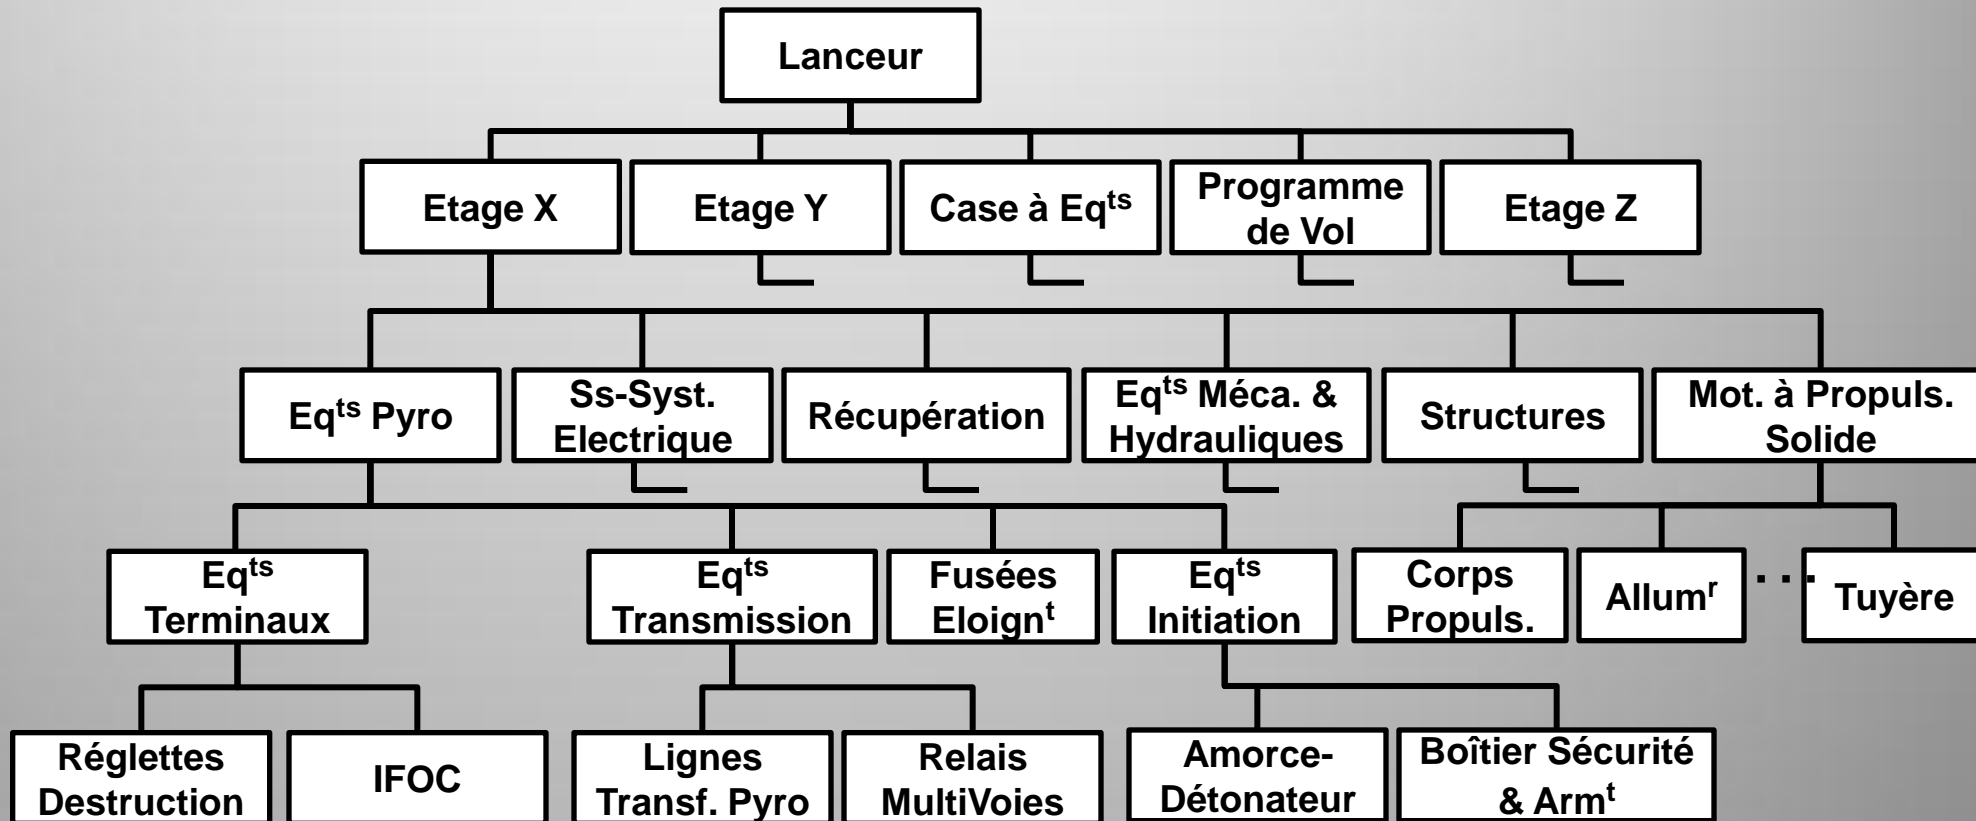 Lanceur
Etage X
Etage Y
Case à Eqts
Programme
de Vol
Etage Z
Eqts Pyro
Ss-Syst.
Electrique
Récupération
Eqts Méca. &
Hydrauliques
Structures
Mot. à Propuls.
Solide
Eqts
Terminaux
Eqts
Transmission
Fusées
Eloignt
Eqts
Initiation
Corps
Propuls.
Allumr
...
Tuyère
Réglettes
Destruction
IFOC
Lignes
Transf. Pyro
Relais
MultiVoies
Amorce-
Détonateur
Boîtier Sécurité
& Armt